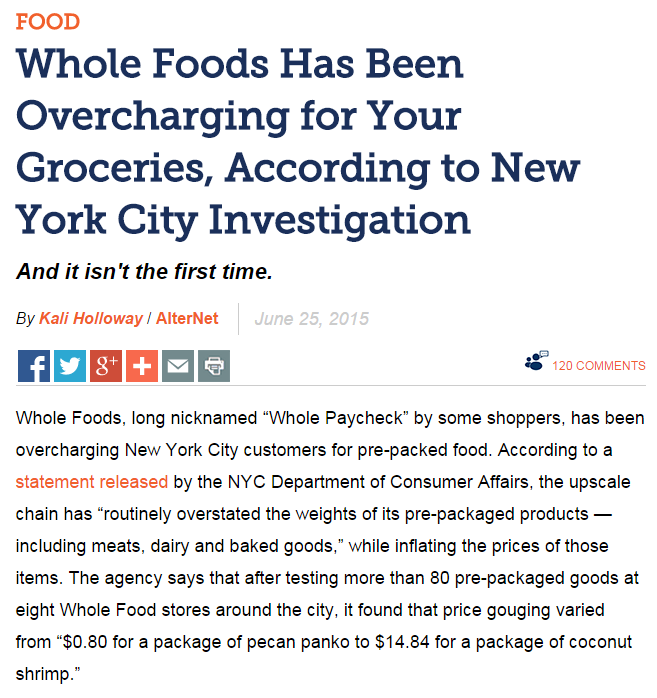 FOOD
Whole Foods Has Been
Overcharging for Your
Groceries, According to New
York City Investigation
And it isn't the first time.
By Kali Holloway / AlterNet
June 25, 2015
f g+ +
120 COMMENTS
Whole Foods, long nicknamed “Whole Paycheck” by some shoppers, has been
overcharging New York City customers for pre-packed food. According to a
statement released by the NYC Department of Consumer Affairs, the upscale
chain has “routinely overstated the weights of its pre-packaged products —
including meats, dairy and baked goods,” while inflating the prices of those
items. The agency says that after testing more than 80 pre-packaged goods at
eight Whole Food stores around the city, it found that price gouging varied
from “$0.80 for a package of pecan panko to $14.84 for a package of coconut
shrimp.”